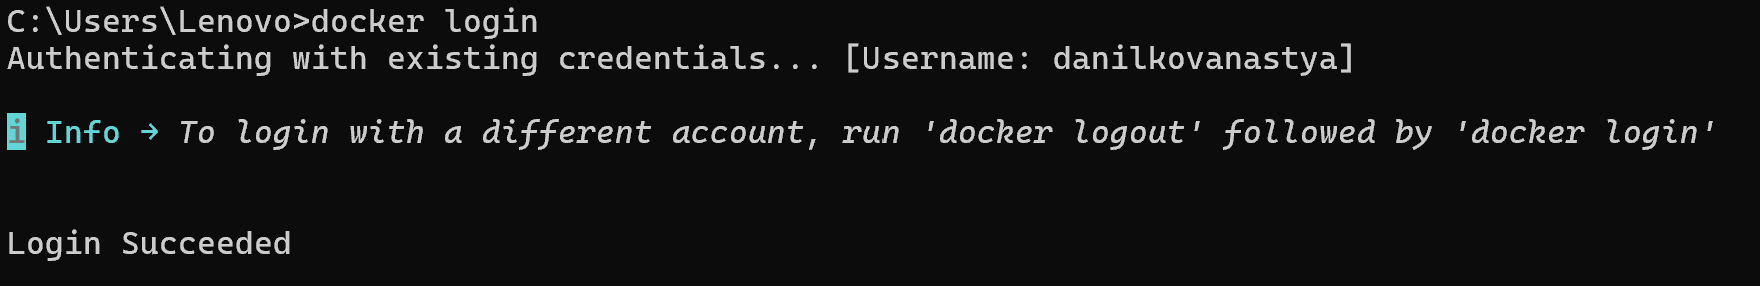 C:\Users\Lenovo>docker login
Authenticating with existing credentials... [Username: danilkovanastya]
i Info → To login with a different account, run 'docker logout' followed by 'docker login'
Login Succeeded